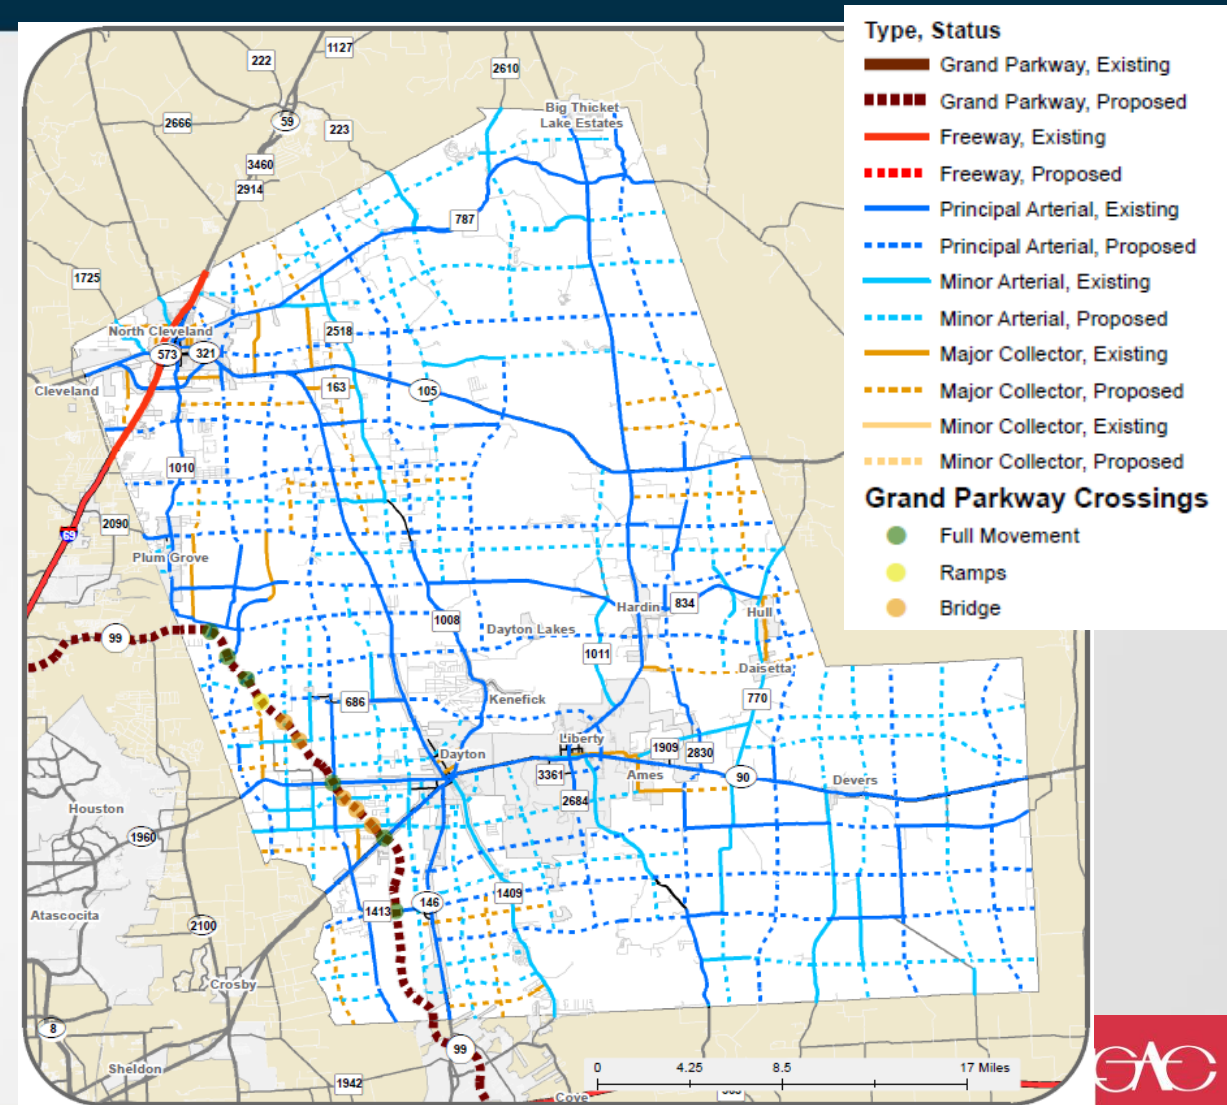 Type, Status
Grand Parkway, Existing
Grand Parkway, Proposed
Freeway, Existing
Freeway, Proposed
Principal Arterial, Existing
Principal Arterial, Proposed
Minor Arterial, Existing
Minor Arterial, Proposed
Major Collector, Existing
Major Collector, Proposed
Minor Collector, Existing
Minor Collector, Proposed
Grand Parkway Crossings
Full Movement
Ramps
Bridge
1127
222
2610
Big Thicket
Lake Estates
2666
59
223
3460
2914
787
1725
North Cleveland
2518
573
321
Cleveland
163
105
1010
2090
69
Plum Grove
Hardin
834
Hull
1008
Dayton Lakes
99
1011
Daisetta
686
Kenefick
770
Liberty
Dayton
1909
2830
3361
Ames
90
Devers
2684
Houston
1960
1409
146
1413
Atascocita
2100
Crosby
8
99
Sheldon
1942
0
4.25
8.5
17 Miles
Cove
GAC